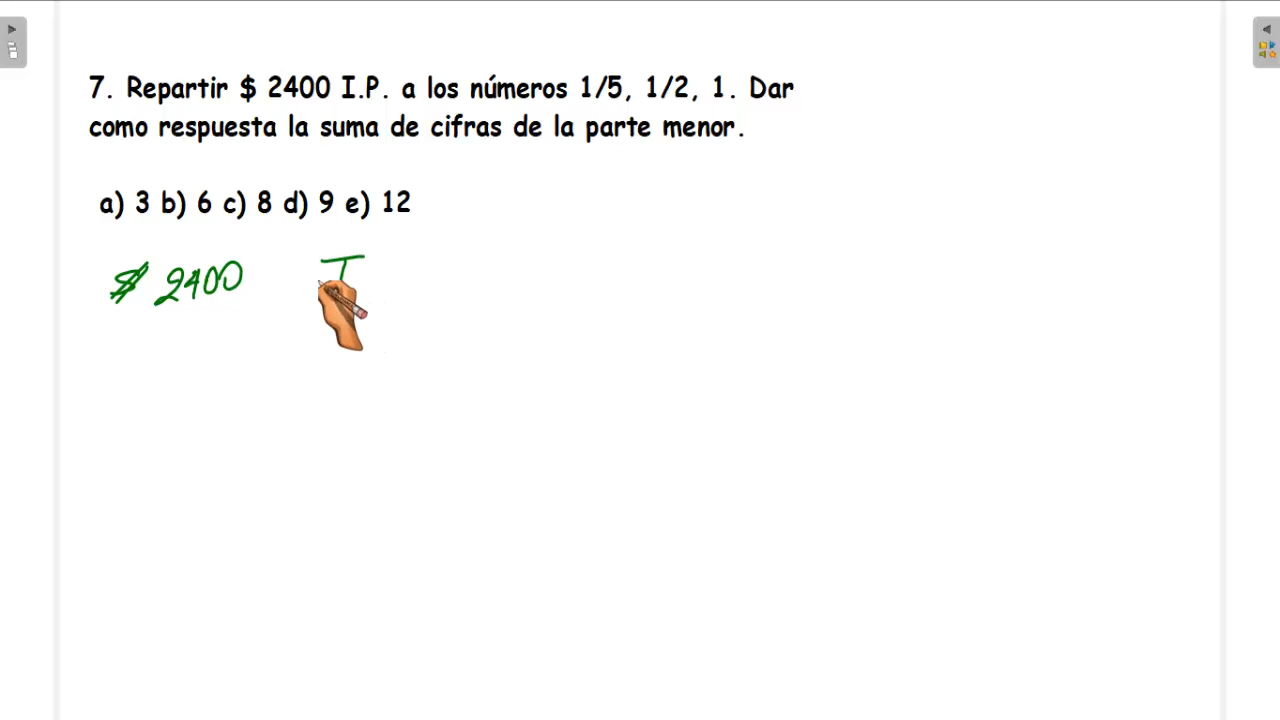 7. Repartir $ 2400 I.P. a los números 1/5, 1/2, 1. Dar
como respuesta la suma de cifras de la parte menor.
a) 3 b) 6 c) 8 d) 9 e) 12
$ 2400 I